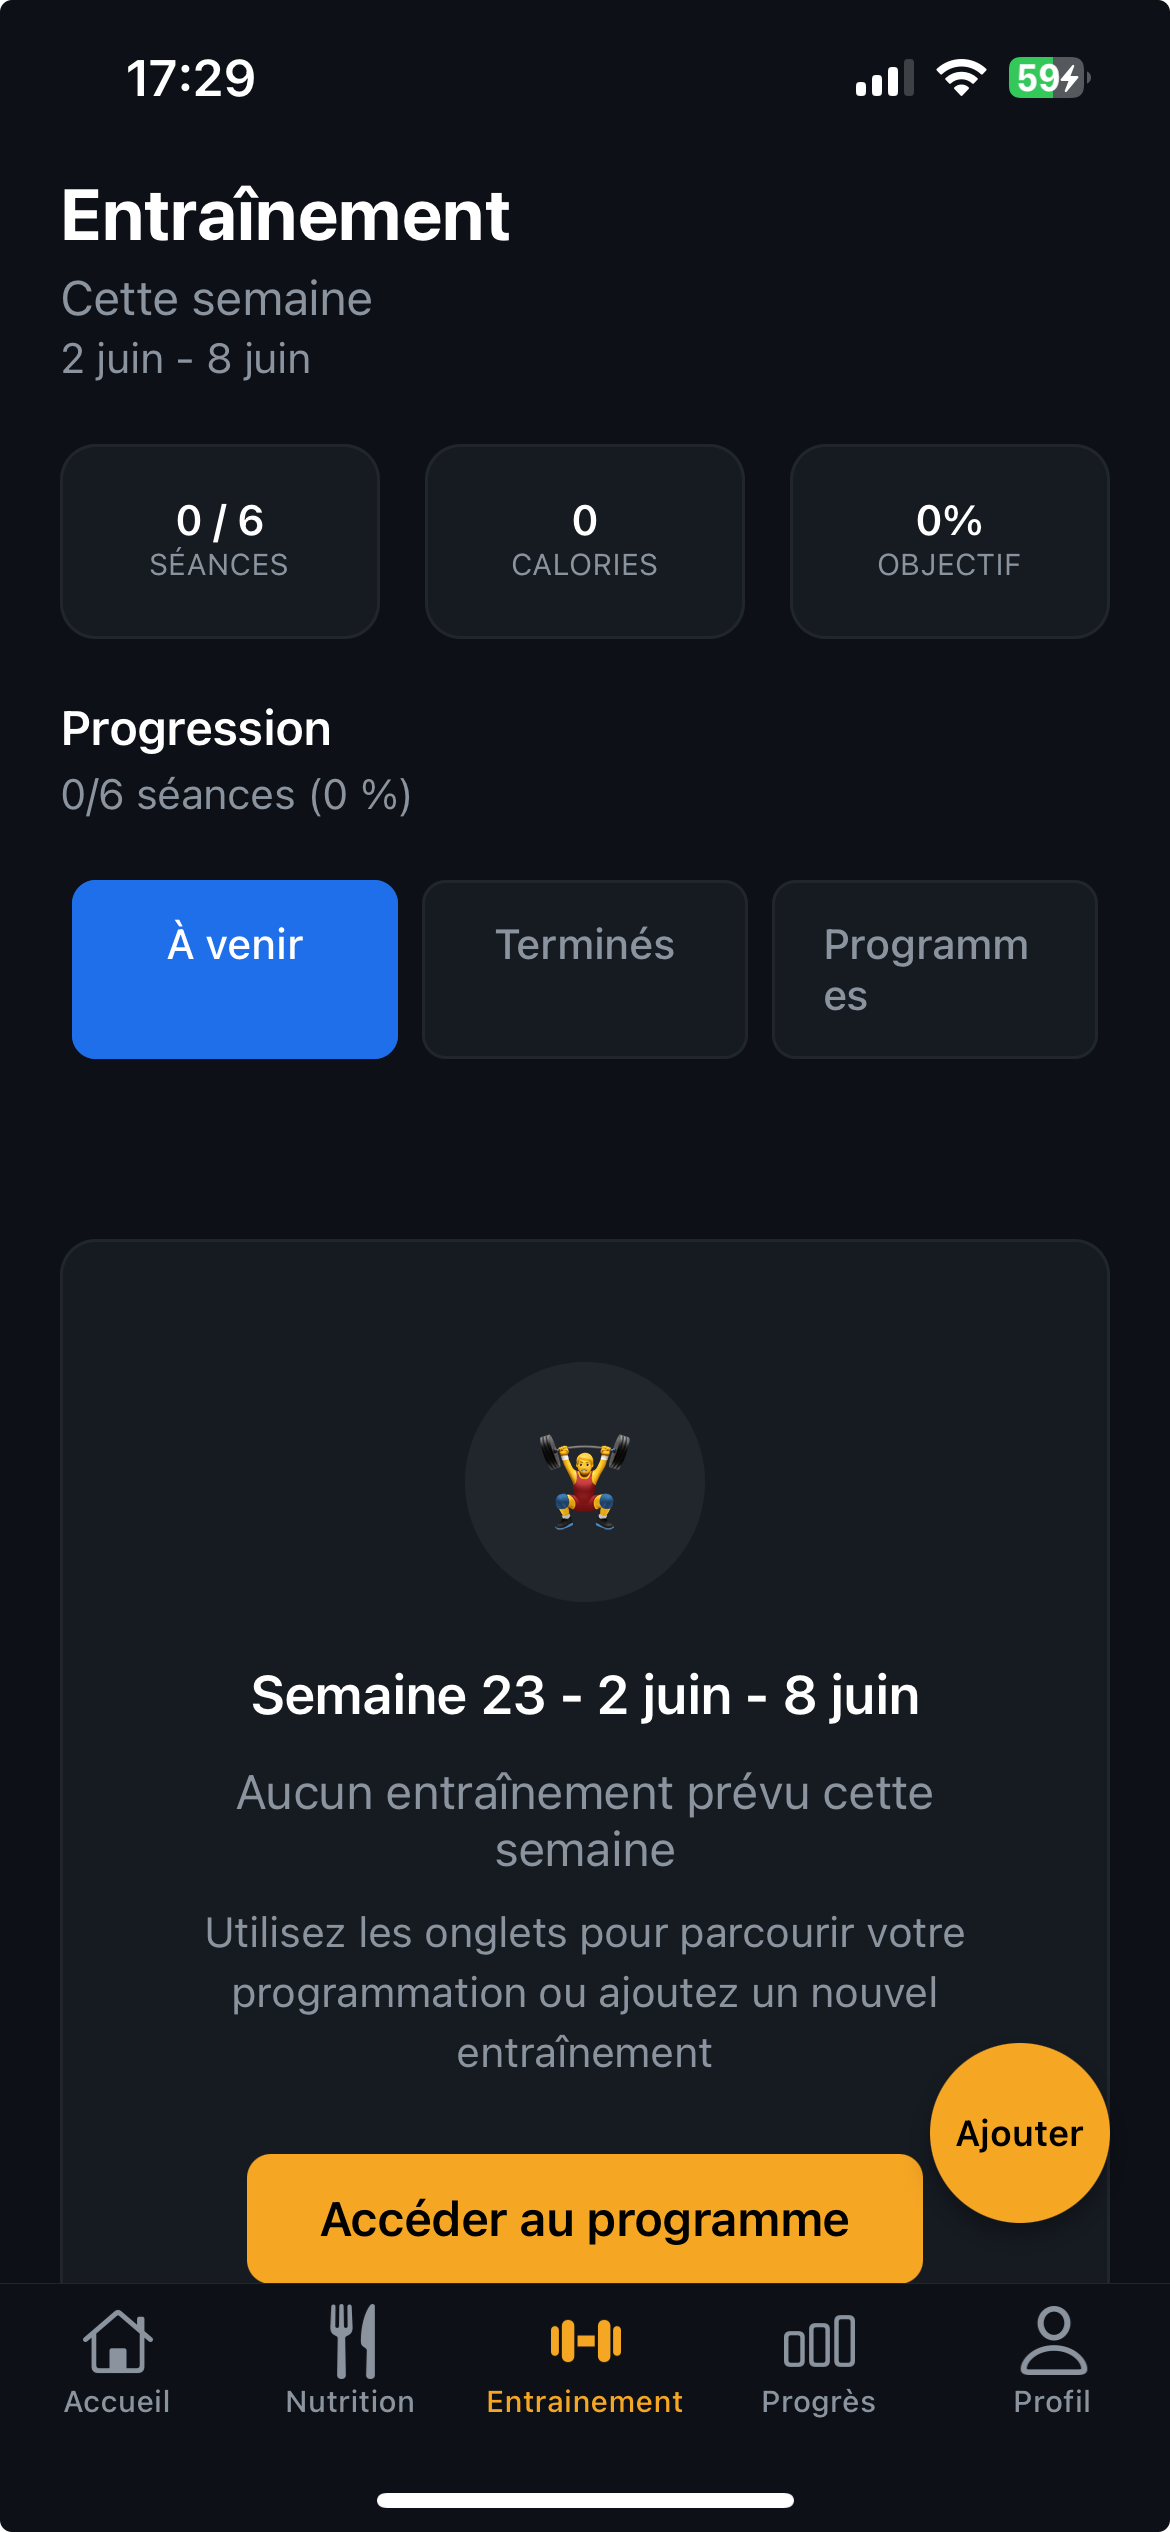 17:29
59
Entraînement
Cette semaine
2 juin - 8 juin
0 / 6
SÉANCES
0
CALORIES
0%
OBJECTIF
Progression
0/6 séances (0 %)
À venir
Terminés
Programm
es
Semaine 23 - 2 juin - 8 juin
Aucun entraînement prévu cette
semaine
Utilisez les onglets pour parcourir votre
programmation ou ajoutez un nouvel
entraînement
Ajouter
Accéder au programme
Accueil
Nutrition
Entrainement
Progrès
Profil